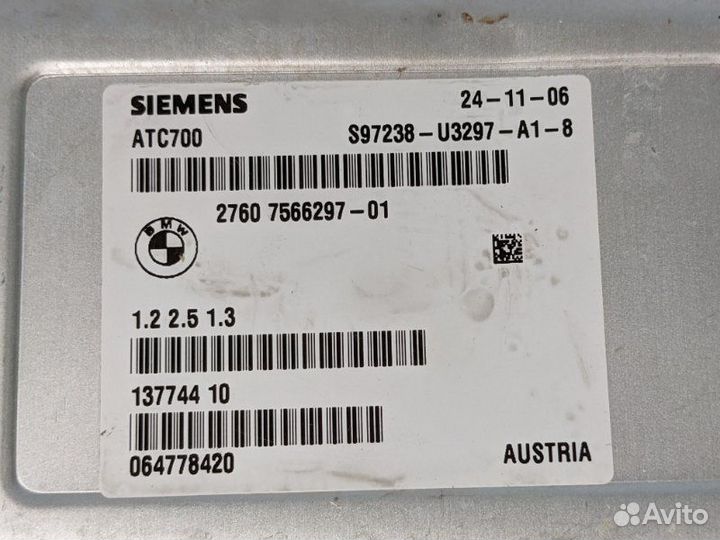 SIEMENS 24-11-06
ATC700 S97238-U3297-A1-8
2760 7566297-01
BMW
1.2 2.5 1.3
137744 10
064778420
AUSTRIA
Avito